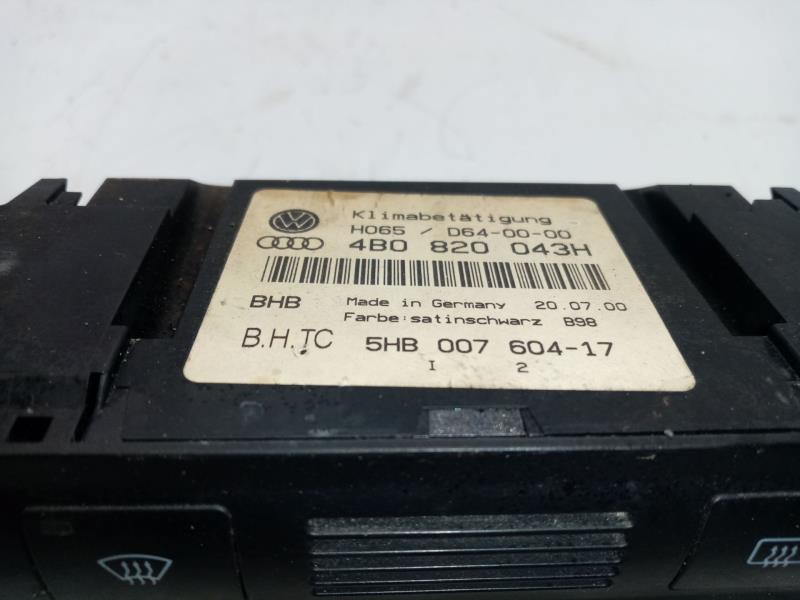 Klimabetätigung
H065 / D64-00-00
4B0 820 043H
BHB Made in Germany 20.07.00
Farbe:satinschwarz B98
B.H.TC 5HB 007 604-17
I 2